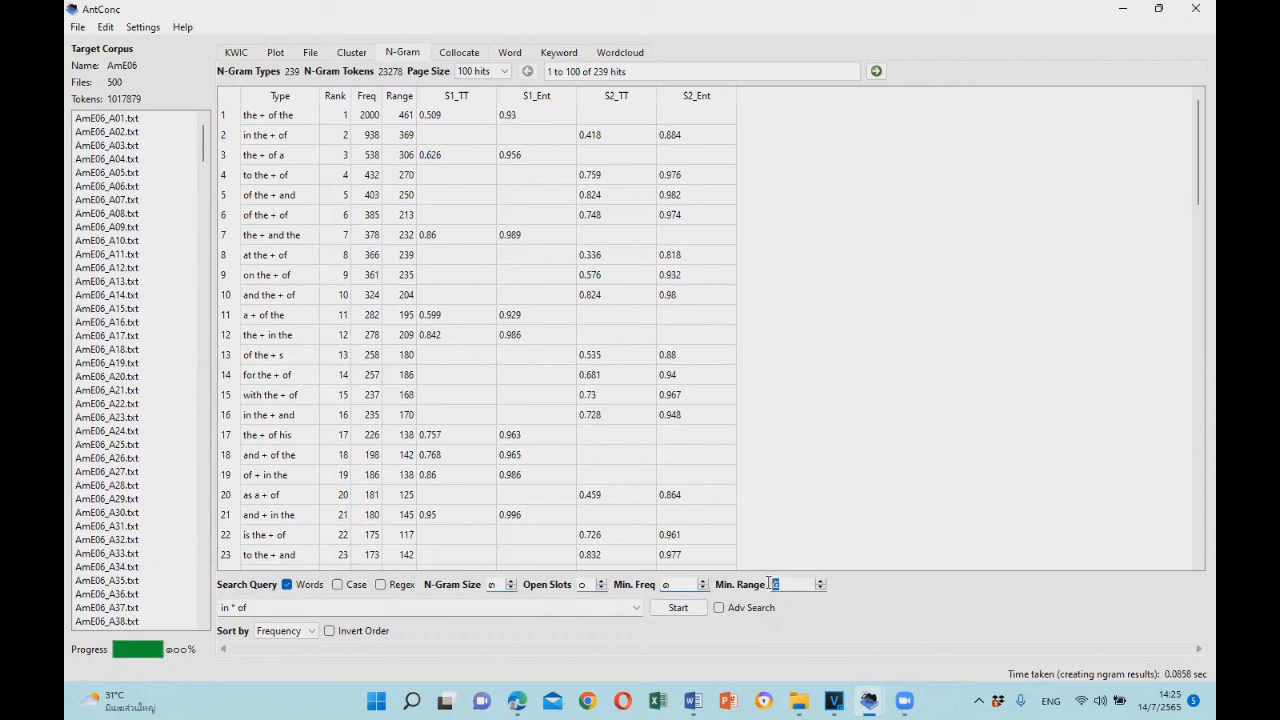 AntConc
File Edit Settings Help
Target Corpus
Name: AmE06
Files: 500
Tokens: 1017879
AmE06_A01.txt
AmE06_A02.txt
AmE06_A03.txt
AmE06_A04.txt
AmE06_A05.txt
AmE06_A06.txt
AmE06_A07.txt
AmE06_A08.txt
AmE06_A09.txt
AmE06_A10.txt
AmE06_A11.txt
AmE06_A12.txt
AmE06_A13.txt
AmE06_A14.txt
AmE06_A15.txt
AmE06_A16.txt
AmE06_A17.txt
AmE06_A18.txt
AmE06_A19.txt
AmE06_A20.txt
AmE06_A21.txt
AmE06_A22.txt
AmE06_A23.txt
AmE06_A24.txt
AmE06_A25.txt
AmE06_A26.txt
AmE06_A27.txt
AmE06_A28.txt
AmE06_A29.txt
AmE06_A30.txt
AmE06_A31.txt
AmE06_A32.txt
AmE06_A33.txt
AmE06_A34.txt
AmE06_A35.txt
AmE06_A36.txt
AmE06_A37.txt
AmE06_A38.txt
Progress ๑๐๐%
KWIC Plot File Cluster N-Gram Collocate Word Keyword Wordcloud
N-Gram Types 239 N-Gram Tokens 23278 Page Size 100 hits 1 to 100 of 239 hits
Type Rank Freq Range S1_TT S1_Ent S2_TT S2_Ent
1 the + of the 1 2000 461 0.509 0.93
2 in the + of 2 938 369 0.418 0.884
3 the + of a 3 538 306 0.626 0.956
4 to the + of 4 432 270 0.759 0.976
5 of the + and 5 403 250 0.824 0.982
6 of the + of 6 385 213 0.748 0.974
7 the + and the 7 378 232 0.86 0.989
8 at the + of 8 366 239 0.336 0.818
9 on the + of 9 361 235 0.576 0.932
10 and the + of 10 324 204 0.824 0.98
11 a + of the 11 282 195 0.599 0.929
12 the + in the 12 278 209 0.842 0.986
13 of the + s 13 258 180 0.535 0.88
14 for the + of 14 257 186 0.681 0.94
15 with the + of 15 237 168 0.73 0.967
16 in the + and 16 235 170 0.728 0.948
17 the + of his 17 226 138 0.757 0.963
18 and + of the 18 198 142 0.768 0.965
19 of + in the 19 186 138 0.86 0.986
20 as a + of 20 181 125 0.459 0.864
21 and + in the 21 180 145 0.95 0.996
22 is the + of 22 175 117 0.726 0.961
23 to the + and 23 173 142 0.832 0.977
Search Query Words Case Regex N-Gram Size ๓ Open Slots ๐ Min. Freq ๑ Min. Range
in * of Start Adv Search
Sort by Frequency Invert Order
Time taken (creating ngram results): 0.0858 sec
31°C
มีเมฆส่วนใหญ่
ENG
14:25
14/7/2565
5